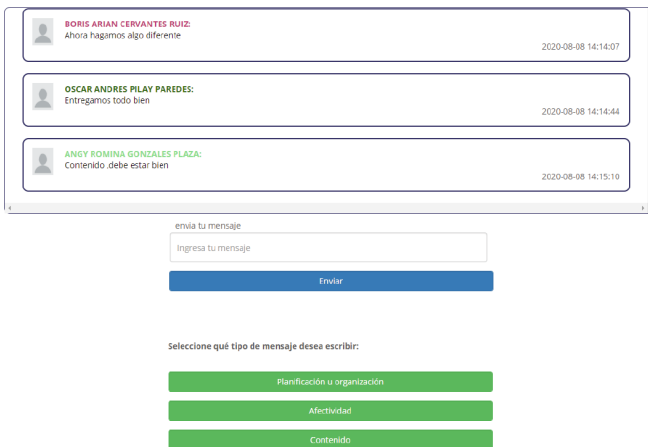 BORIS ARIAN CERVANTES RUIZ:
Ahora hagamos algo diferente
2020-08-08 14:14:07
OSCAR ANDRES PILAY PAREDES:
Entregamos todo bien
2020-08-08 14:14:44
ANGY ROMINA GONZALES PLAZA:
Contenido ,debe estar bien
2020-08-08 14:15:10
envia tu mensaje
Ingresa tu mensaje
Enviar
Seleccione qué tipo de mensaje desea escribir:
Planificación u organización
Afectividad
Contenido